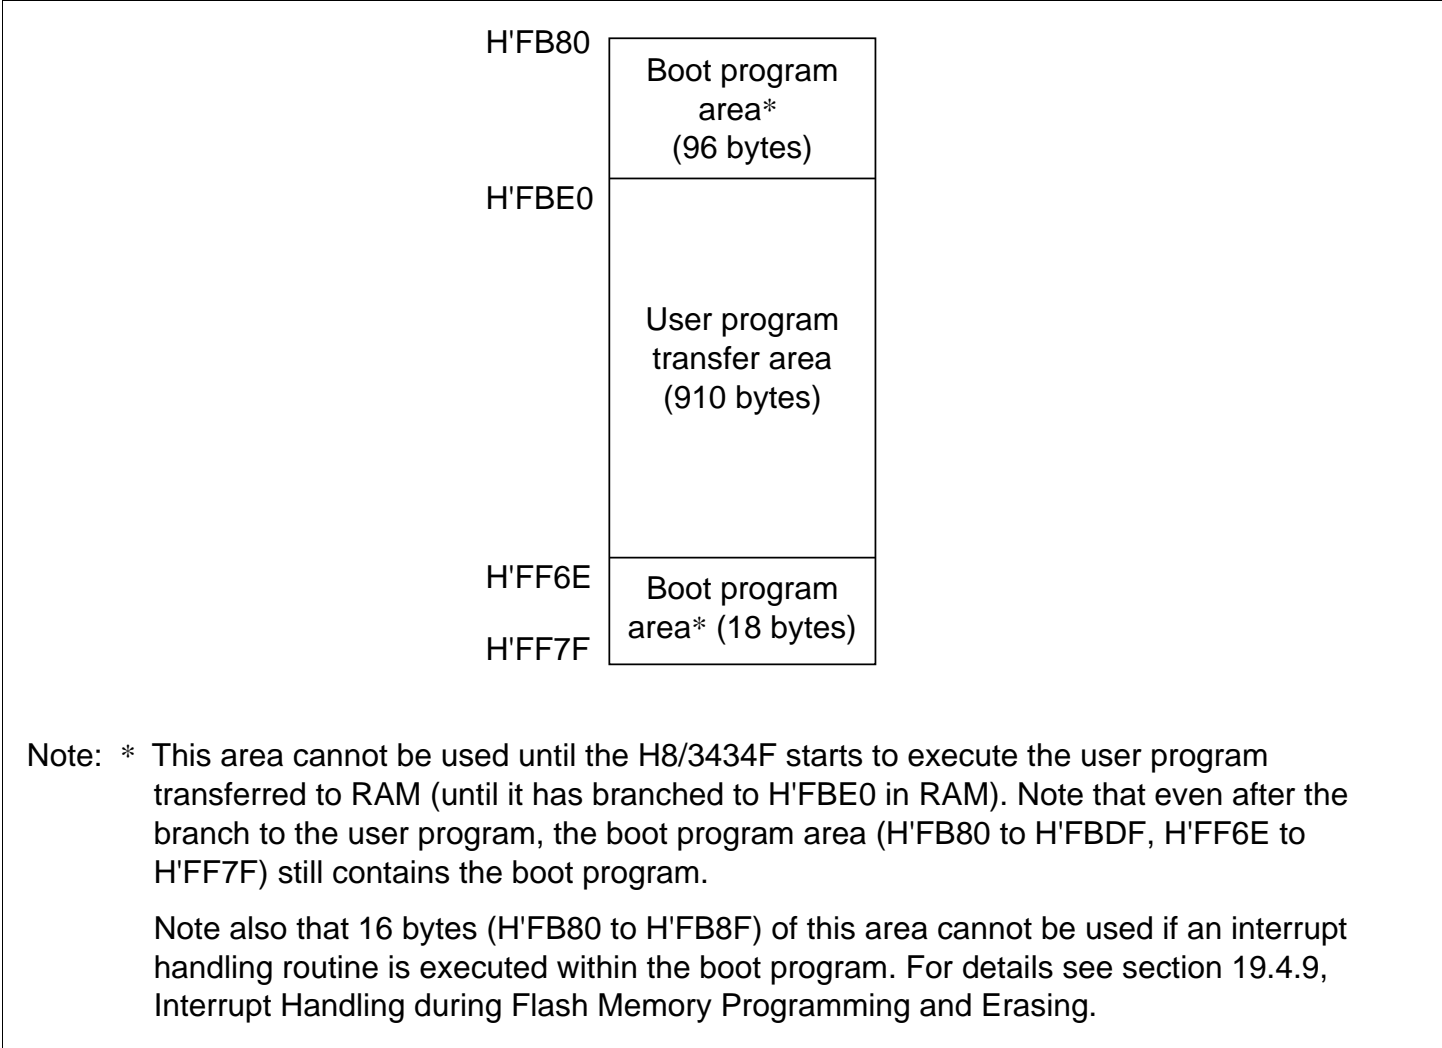 H'FB80
Boot program
area*
(96 bytes)
H'FBE0
User program
transfer area
(910 bytes)
H'FF6E
Boot program
area* (18 bytes)
H'FF7F
Note: * This area cannot be used until the H8/3434F starts to execute the user program
transferred to RAM (until it has branched to H'FBE0 in RAM). Note that even after the
branch to the user program, the boot program area (H'FB80 to H'FBDF, H'FF6E to
H'FF7F) still contains the boot program.
Note also that 16 bytes (H'FB80 to H'FB8F) of this area cannot be used if an interrupt
handling routine is executed within the boot program. For details see section 19.4.9,
Interrupt Handling during Flash Memory Programming and Erasing.